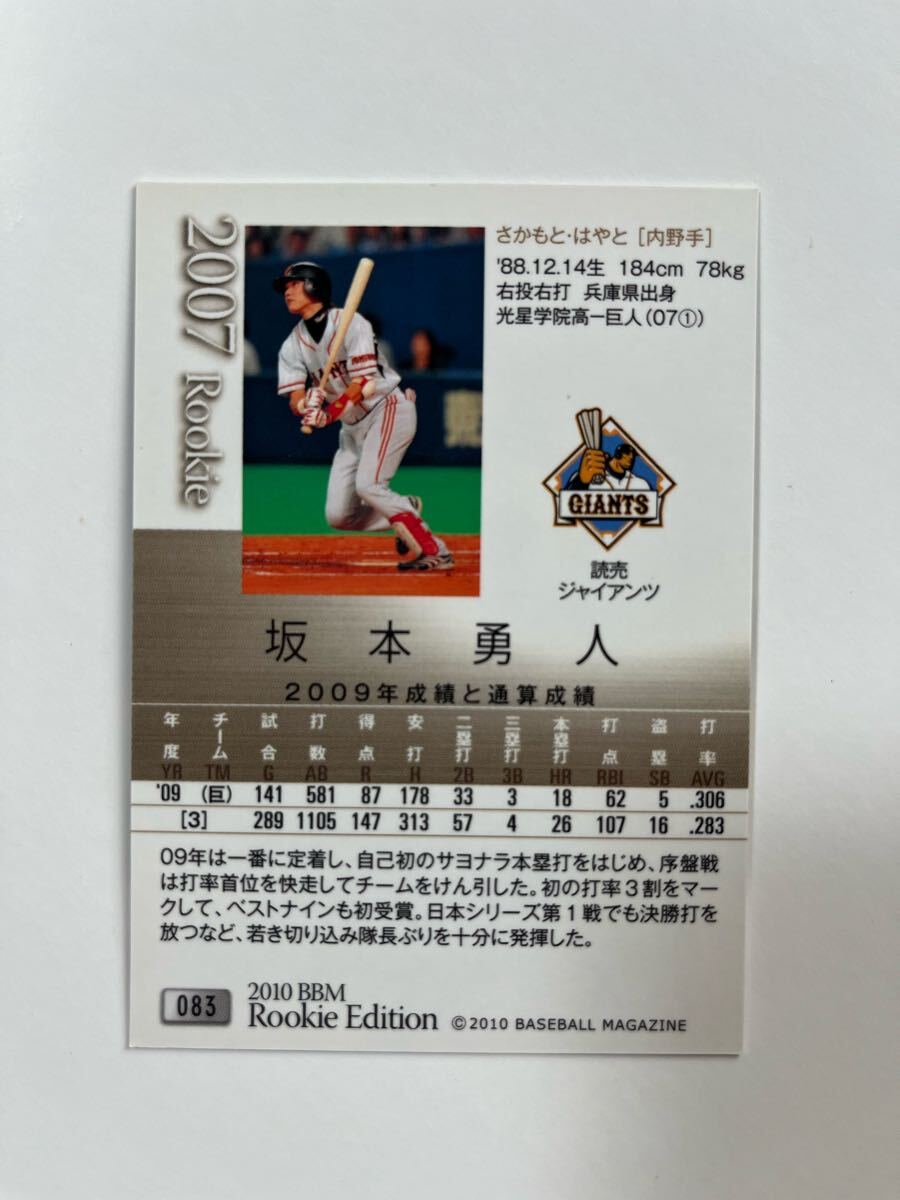 2007 Rookie
さかもと・はやと [内野手]
'88.12.14生 184cm 78kg
右投右打 兵庫県出身
光星学院高ー巨人(07①)
GIANTS
GIANTS
読売
ジャイアンツ
坂本勇人
2009年成績と通算成績
年度 チーム 試合 打数 得点 安打 二塁打 三塁打 本塁打 打点 盗塁 打率
YR TM G AB R H 2B 3B HR RBI SB AVG
'09 (巨) 141 581 87 178 33 3 18 62 5 .306
[3] 289 1105 147 313 57 4 26 107 16 .283
09年は一番に定着し、自己初のサヨナラ本塁打をはじめ、序盤戦
は打率首位を快走してチームをけん引した。初の打率3割をマー
クして、ベストナインも初受賞。日本シリーズ第1戦でも決勝打を
放つなど、若き切り込み隊長ぶりを十分に発揮した。
083
2010 BBM
Rookie Edition ©2010 BASEBALL MAGAZINE